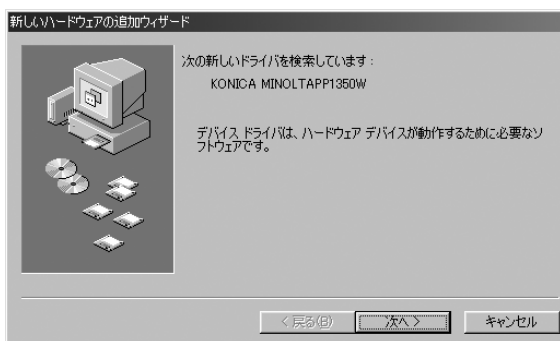 新しいハードウェアの追加ウィザード
次の新しいドライバを検索しています：
KONICA MINOLTAPP1350W
デバイス ドライバは、ハードウェア デバイスが動作するために必要なソ
フトウェアです。
< 戻る(B)
次へ >
キャンセル